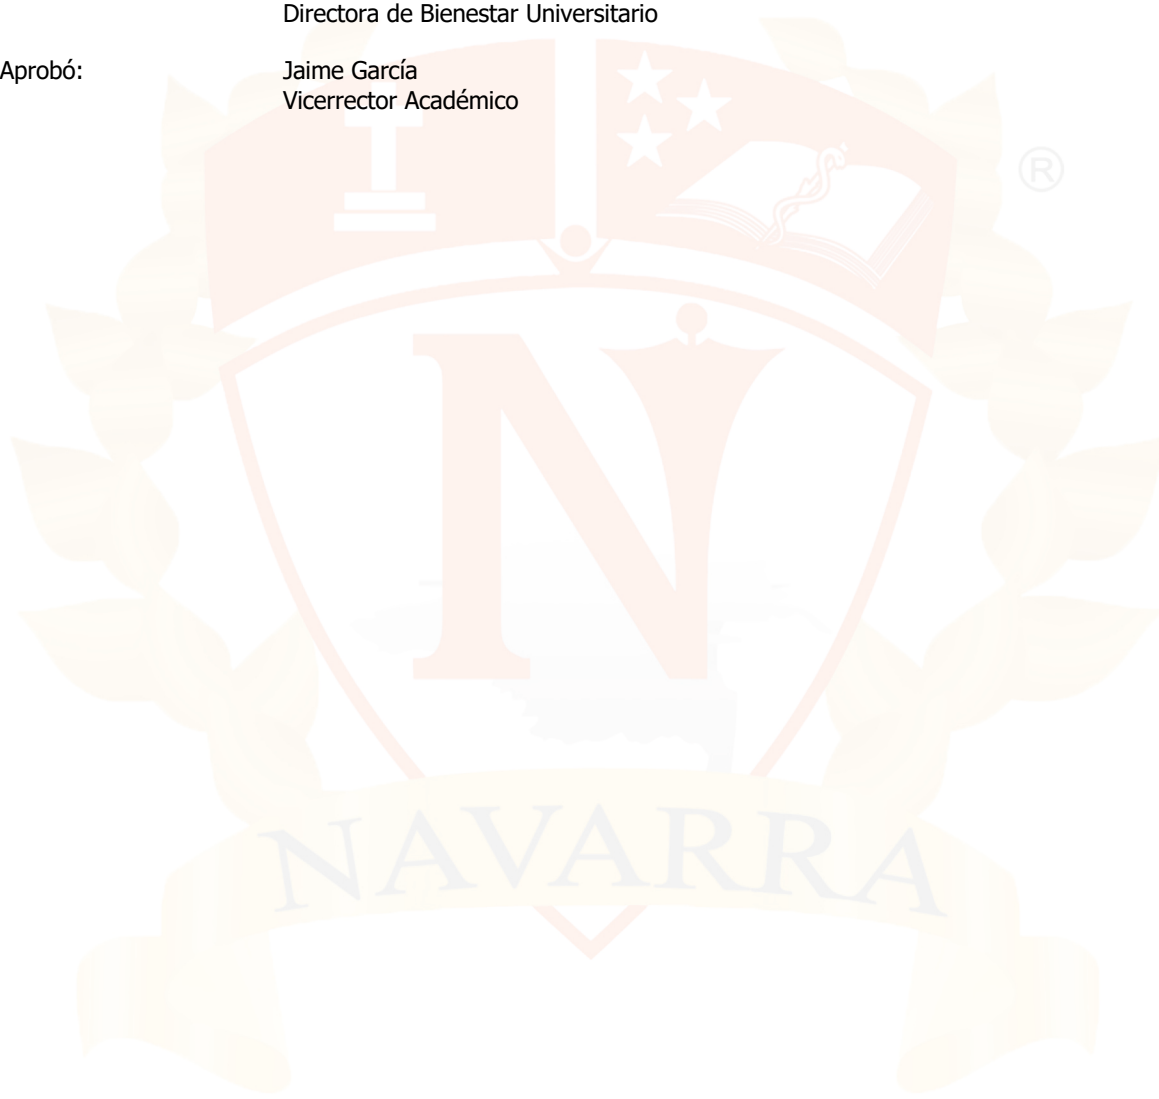 Directora de Bienestar Universitario
Aprobó: Jaime García
Vicerrector Académico
®
N
NAVARRA